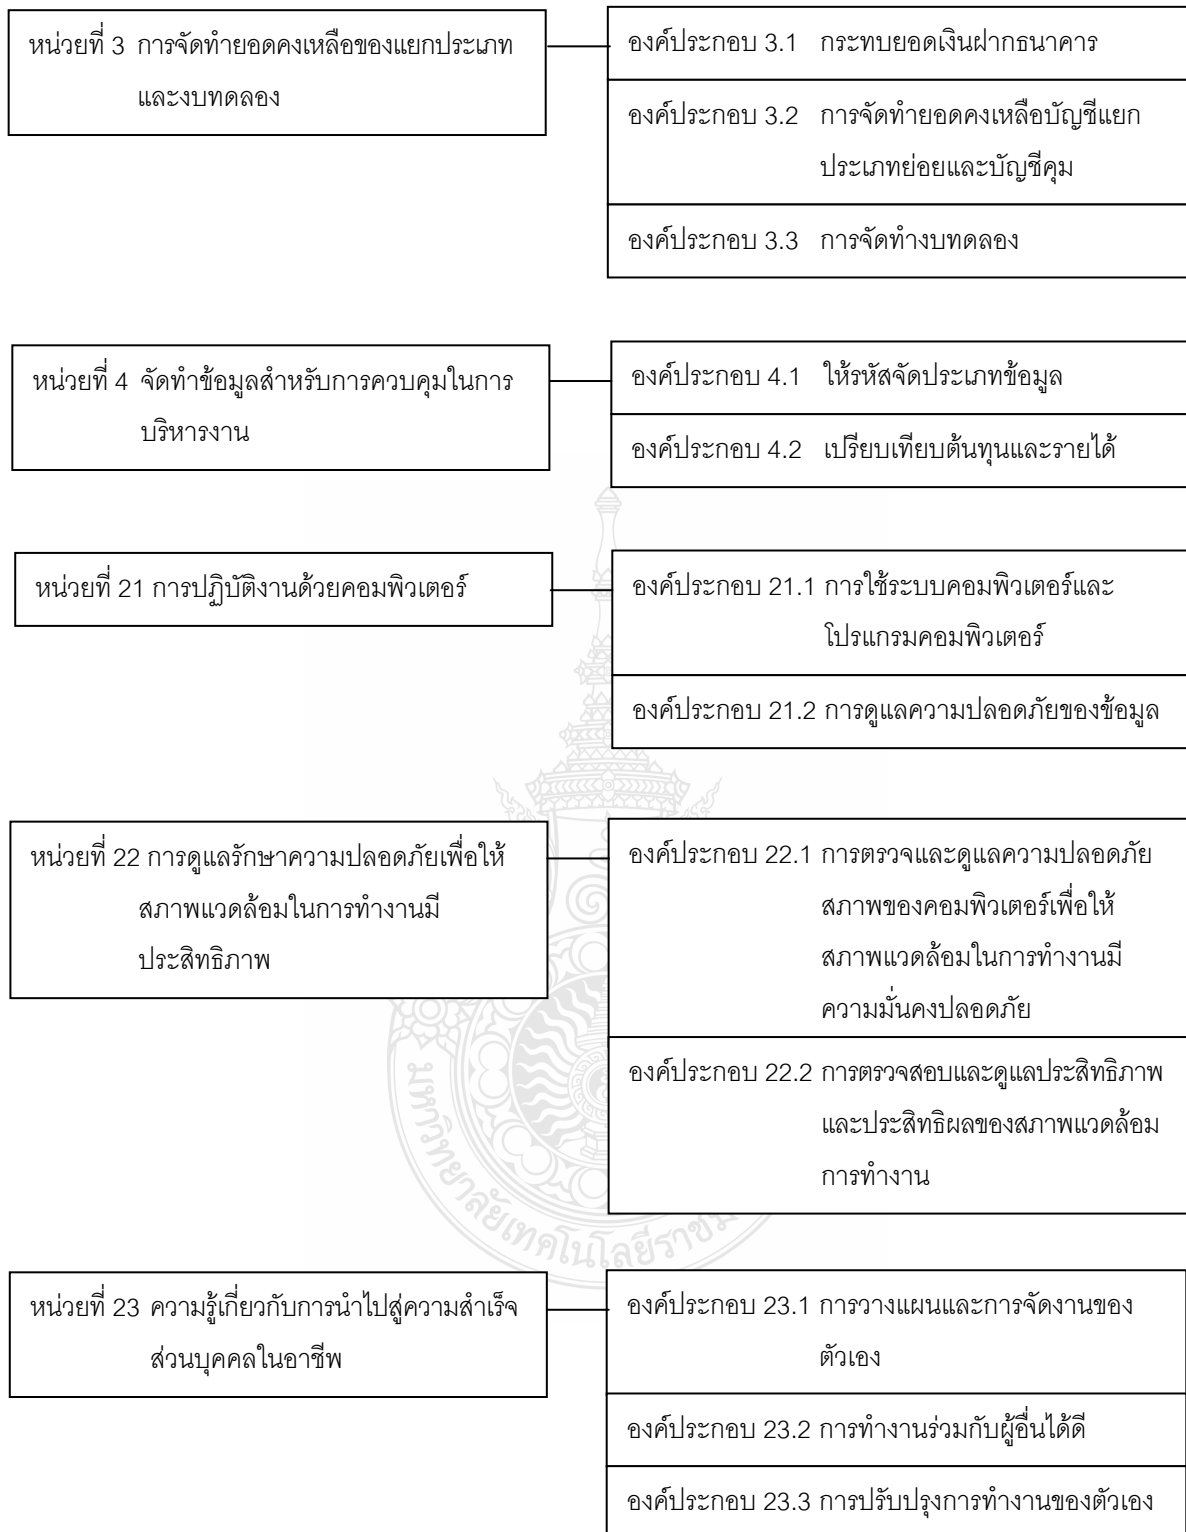 หน่วยที่ 3 การจัดทำยอดคงเหลือของแยกประเภท
และงบทดลอง
องค์ประกอบ 3.1 กระทบยอดเงินฝากธนาคาร
องค์ประกอบ 3.2 การจัดทำยอดคงเหลือบัญชีแยก
ประเภทย่อยและบัญชีคุม
องค์ประกอบ 3.3 การจัดทำงบทดลอง
หน่วยที่ 4 จัดทำข้อมูลสำหรับการควบคุมในการ
บริหารงาน
องค์ประกอบ 4.1 ให้รหัสจัดประเภทข้อมูล
องค์ประกอบ 4.2 เปรียบเทียบต้นทุนและรายได้
หน่วยที่ 21 การปฏิบัติงานด้วยคอมพิวเตอร์
องค์ประกอบ 21.1 การใช้ระบบคอมพิวเตอร์และ
โปรแกรมคอมพิวเตอร์
องค์ประกอบ 21.2 การดูแลความปลอดภัยของข้อมูล
หน่วยที่ 22 การดูแลรักษาความปลอดภัยเพื่อให้
สภาพแวดล้อมในการทำงานมี
ประสิทธิภาพ
องค์ประกอบ 22.1 การตรวจและดูแลความปลอดภัย
สภาพของคอมพิวเตอร์เพื่อให้
สภาพแวดล้อมในการทำงานมี
ความมั่นคงปลอดภัย
องค์ประกอบ 22.2 การตรวจสอบและดูแลประสิทธิภาพ
และประสิทธิผลของสภาพแวดล้อม
การทำงาน
มหาวิทยาลัยเทคโนโลยีราชม
หน่วยที่ 23 ความรู้เกี่ยวกับการนำไปสู่ความสำเร็จ
ส่วนบุคคลในอาชีพ
องค์ประกอบ 23.1 การวางแผนและการจัดงานของ
ตัวเอง
องค์ประกอบ 23.2 การทำงานร่วมกับผู้อื่นได้ดี
องค์ประกอบ 23.3 การปรับปรุงการทำงานของตัวเอง